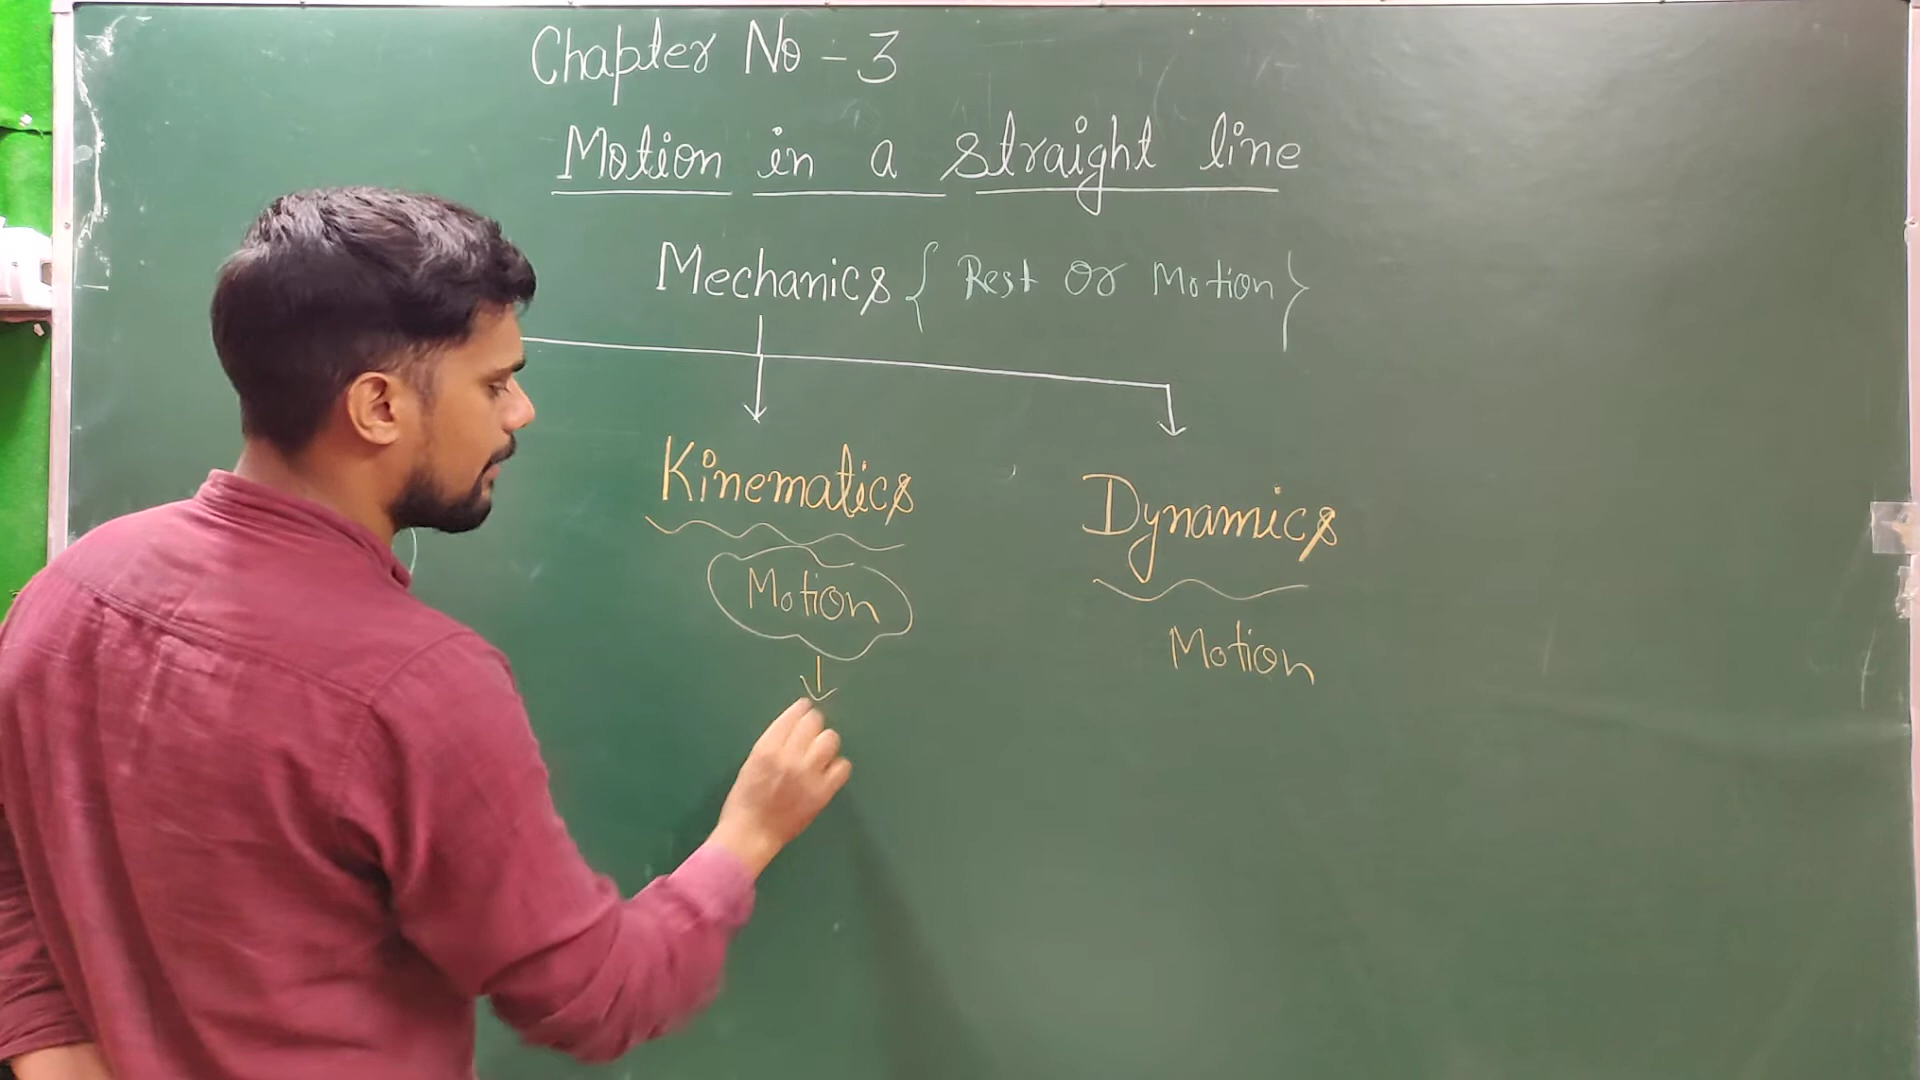 Chapter No - 3
Motion in a straight line
Mechanics { Rest Or Motion }
Kinematics
Dynamics
Motion
Motion